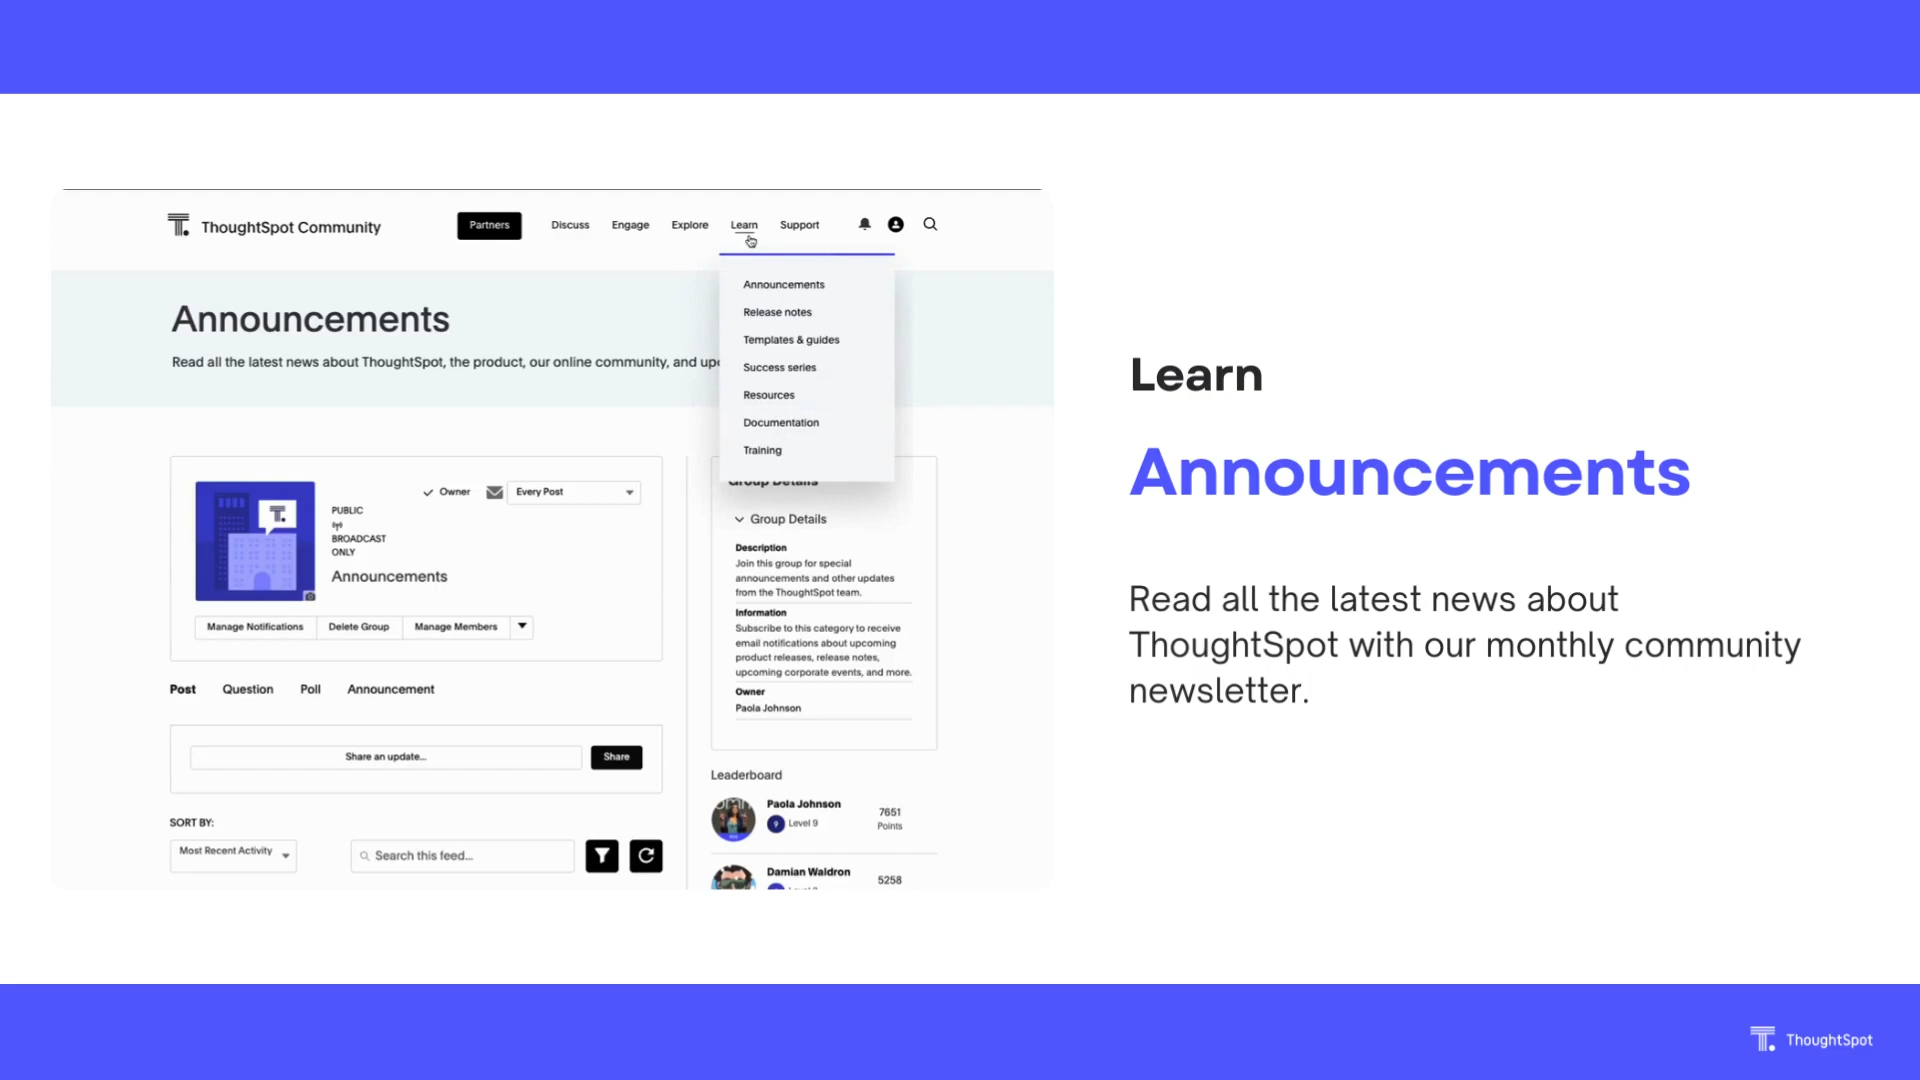 ThoughtSpot Community
Partners
Discuss
Engage
Explore
Learn
Support
Announcements
Read all the latest news about ThoughtSpot, the product, our online community, and
Announcements
Release notes
Templates & guides
Success series
Resources
Documentation
Training
Owner
Every Post
PUBLIC
BROADCAST
ONLY
Announcements
Manage Notifications
Delete Group
Manage Members
Post
Question
Poll
Announcement
Share an update...
Share
SORT BY:
Most Recent Activity
Search this feed...
Group Details
Group Details
Description
Join this group for special
announcements and other updates
from the ThoughtSpot team.
Information
Subscribe to this category to receive
email notifications about upcoming
product releases, release notes,
upcoming corporate events, and more.
Owner
Paola Johnson
Leaderboard
Paola Johnson
9
Level 9
7651
Points
Damian Waldron
5258
Learn
Announcements
Read all the latest news about
ThoughtSpot with our monthly community
newsletter.
ThoughtSpot